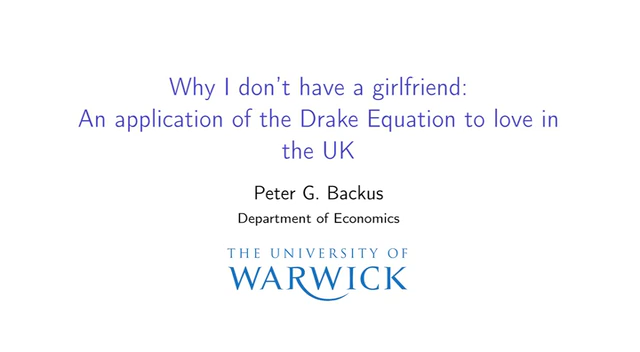 Why I don't have a girlfriend:
An application of the Drake Equation to love in
the UK
Peter G. Backus
Department of Economics
THE UNIVERSITY OF
WARWICK